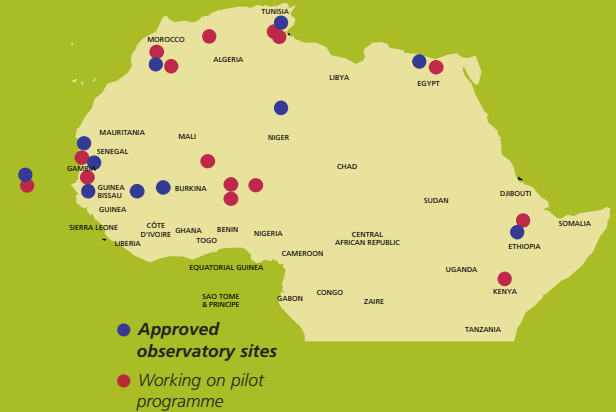 TUNISIA
MOROCCO
ALGERIA
LIBYA
EGYPT
MAURITANIA
MALI
NIGER
SENEGAL
CHAD
GAMBIA
GUINEA
BISSAU
BURKINA
SUDAN
DJIBOUTI
GUINEA
SOMALIA
SIERRA LEONE
CÔTE
D'IVOIRE
GHANA
BENIN
NIGERIA
TOGO
LIBERIA
CENTRAL
AFRICAN REPUBLIC
ETHIOPIA
CAMEROON
EQUATORIAL GUINEA
UGANDA
SAO TOME
& PRINCIPE
GABON
CONGO
ZAIRE
KENYA
TANZANIA
Approved
observatory sites
Working on pilot
programme